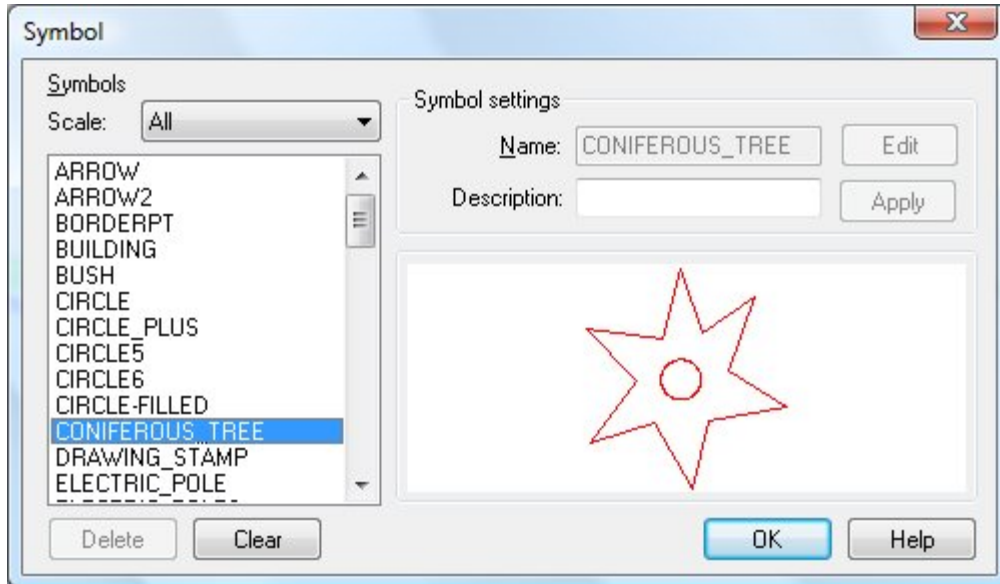 Symbol
Symbols
Scale: All
ARROW
ARROW2
BORDERPT
BUILDING
BUSH
CIRCLE
CIRCLE_PLUS
CIRCLE5
CIRCLE6
CIRCLE-FILLED
CONIFEROUS_TREE
DRAWING_STAMP
ELECTRIC_POLE
Delete Clear
Symbol settings
Name: CONIFEROUS_TREE Edit
Description: Apply
OK Help